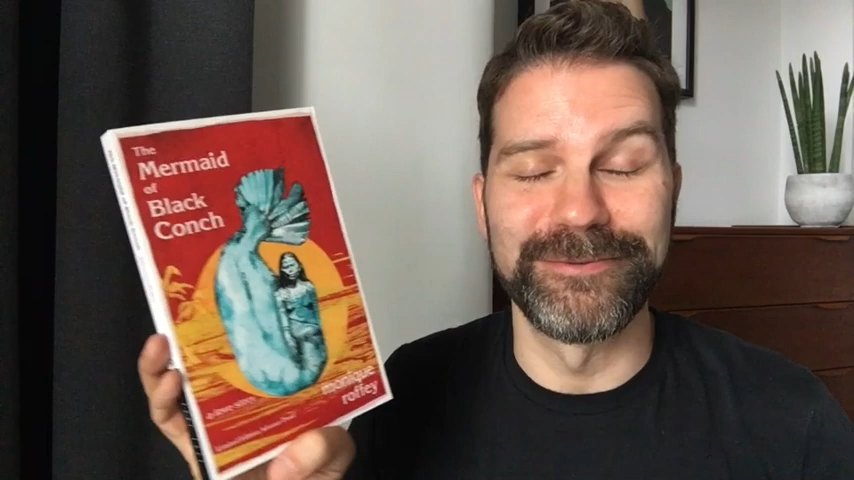 The
Mermaid
of
Black
Conch
a love story
monique
roffey